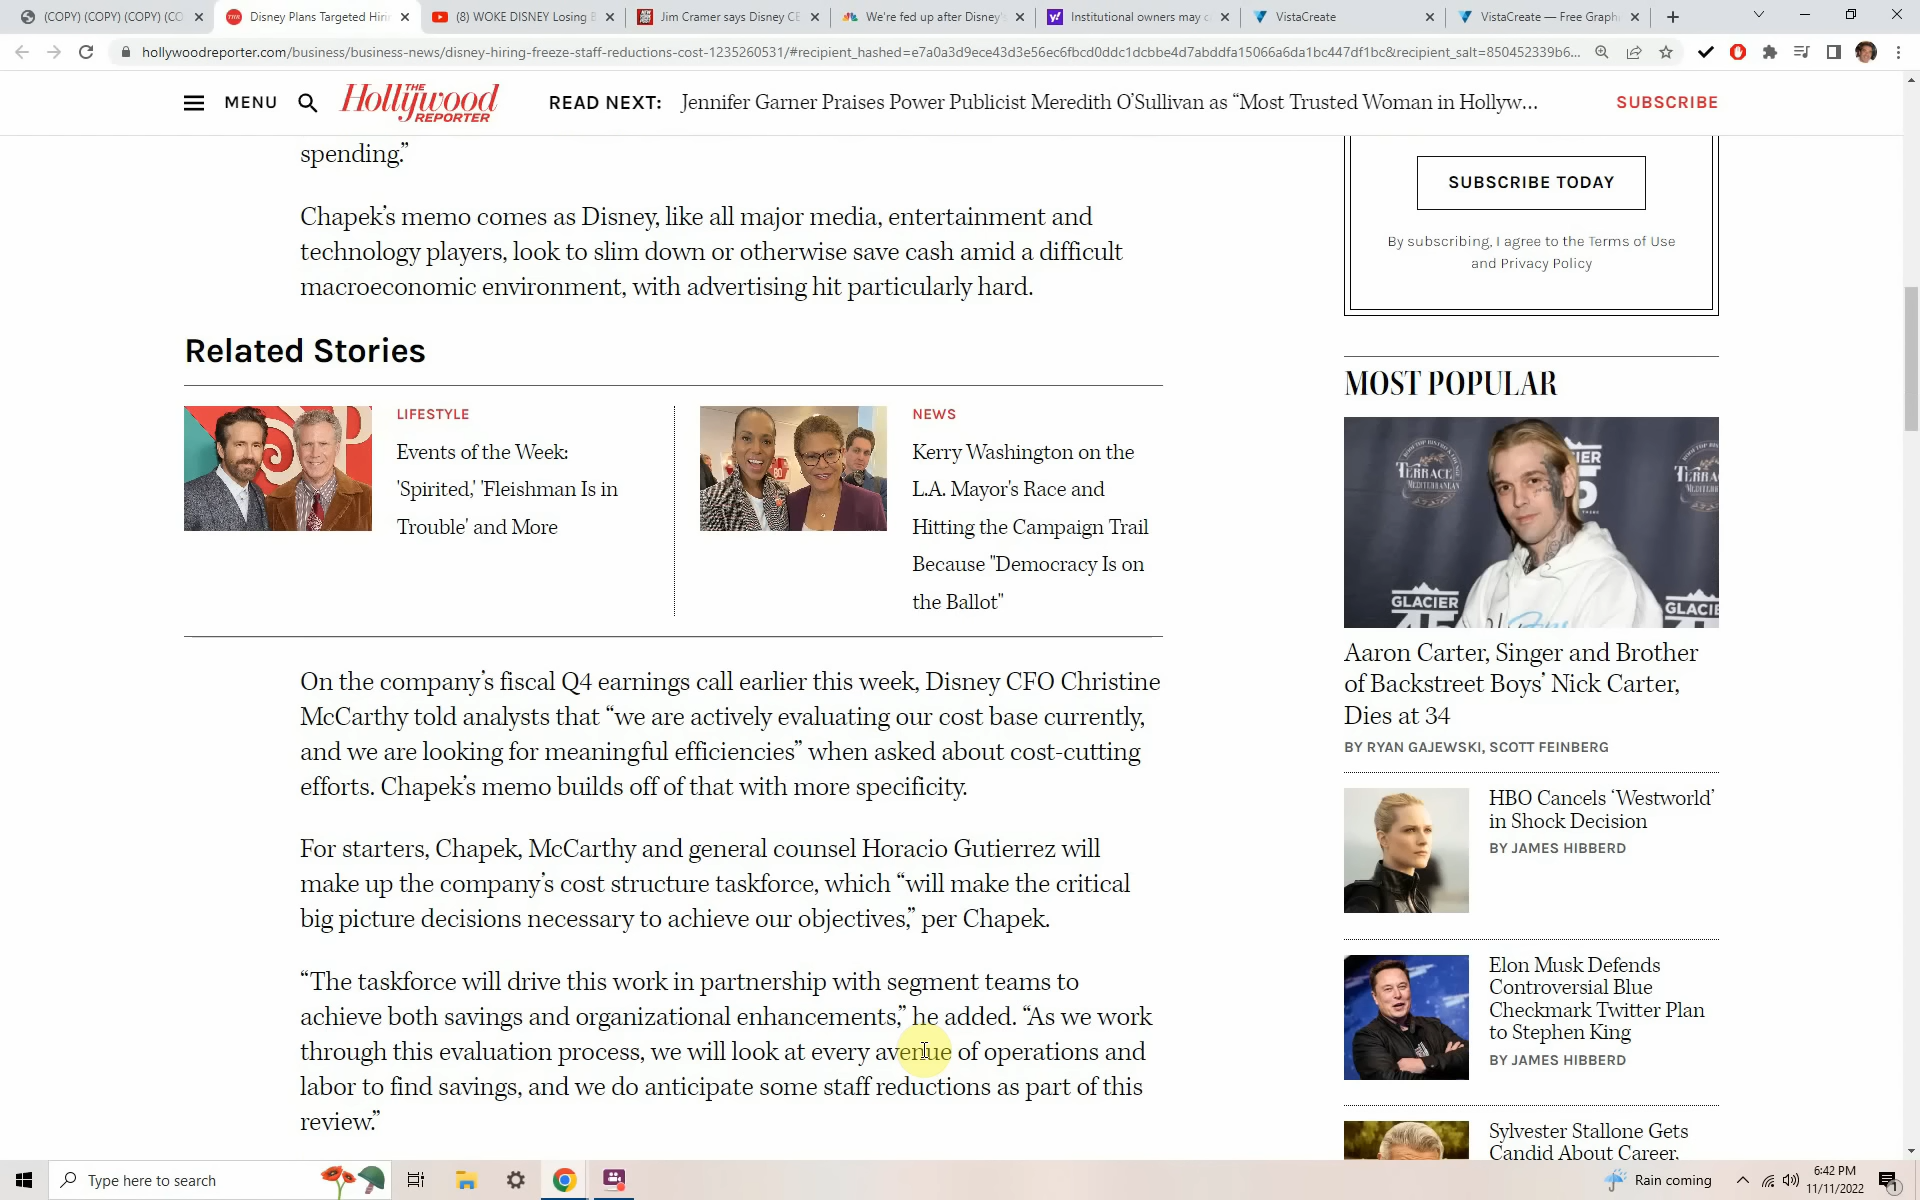 (COPY) (COPY) (COPY) (CO
Disney Plans Targeted Hiri
(8) WOKE DISNEY Losing B
Jim Cramer says Disney CE
We're fed up after Disney's
Institutional owners may c
VistaCreate
VistaCreate — Free Graph
hollywoodreporter.com/business/business-news/disney-hiring-freeze-staff-reductions-cost-1235260531/#recipient_hashed=e7a0a3d9ece43d3e56ec6fbcd0ddc1dcbbe4d7abddfa15066a6da1bc447df1bc&recipient_salt=850452339b6...
MENU
THE Hollywood REPORTER
READ NEXT: Jennifer Garner Praises Power Publicist Meredith O’Sullivan as “Most Trusted Woman in Hollyw...
SUBSCRIBE
spending.”
Chapek’s memo comes as Disney, like all major media, entertainment and
technology players, look to slim down or otherwise save cash amid a difficult
macroeconomic environment, with advertising hit particularly hard.
Related Stories
LIFESTYLE
Events of the Week:
'Spirited,' 'Fleishman Is in
Trouble' and More
NEWS
Kerry Washington on the
L.A. Mayor's Race and
Hitting the Campaign Trail
Because "Democracy Is on
the Ballot"
On the company’s fiscal Q4 earnings call earlier this week, Disney CFO Christine
McCarthy told analysts that “we are actively evaluating our cost base currently,
and we are looking for meaningful efficiencies” when asked about cost-cutting
efforts. Chapek’s memo builds off of that with more specificity.
For starters, Chapek, McCarthy and general counsel Horacio Gutierrez will
make up the company’s cost structure taskforce, which “will make the critical
big picture decisions necessary to achieve our objectives,” per Chapek.
“The taskforce will drive this work in partnership with segment teams to
achieve both savings and organizational enhancements,” he added. “As we work
through this evaluation process, we will look at every avenue of operations and
labor to find savings, and we do anticipate some staff reductions as part of this
review.”
SUBSCRIBE TODAY
By subscribing, I agree to the Terms of Use
and Privacy Policy
MOST POPULAR
TERRACE
MEDITERRANEAN
GLACIER
Aaron Carter, Singer and Brother
of Backstreet Boys’ Nick Carter,
Dies at 34
BY RYAN GAJEWSKI, SCOTT FEINBERG
HBO Cancels ‘Westworld’
in Shock Decision
BY JAMES HIBBERD
Elon Musk Defends
Controversial Blue
Checkmark Twitter Plan
to Stephen King
BY JAMES HIBBERD
Sylvester Stallone Gets
Candid About Career,
Type here to search
Rain coming
6:42 PM
11/11/2022
1